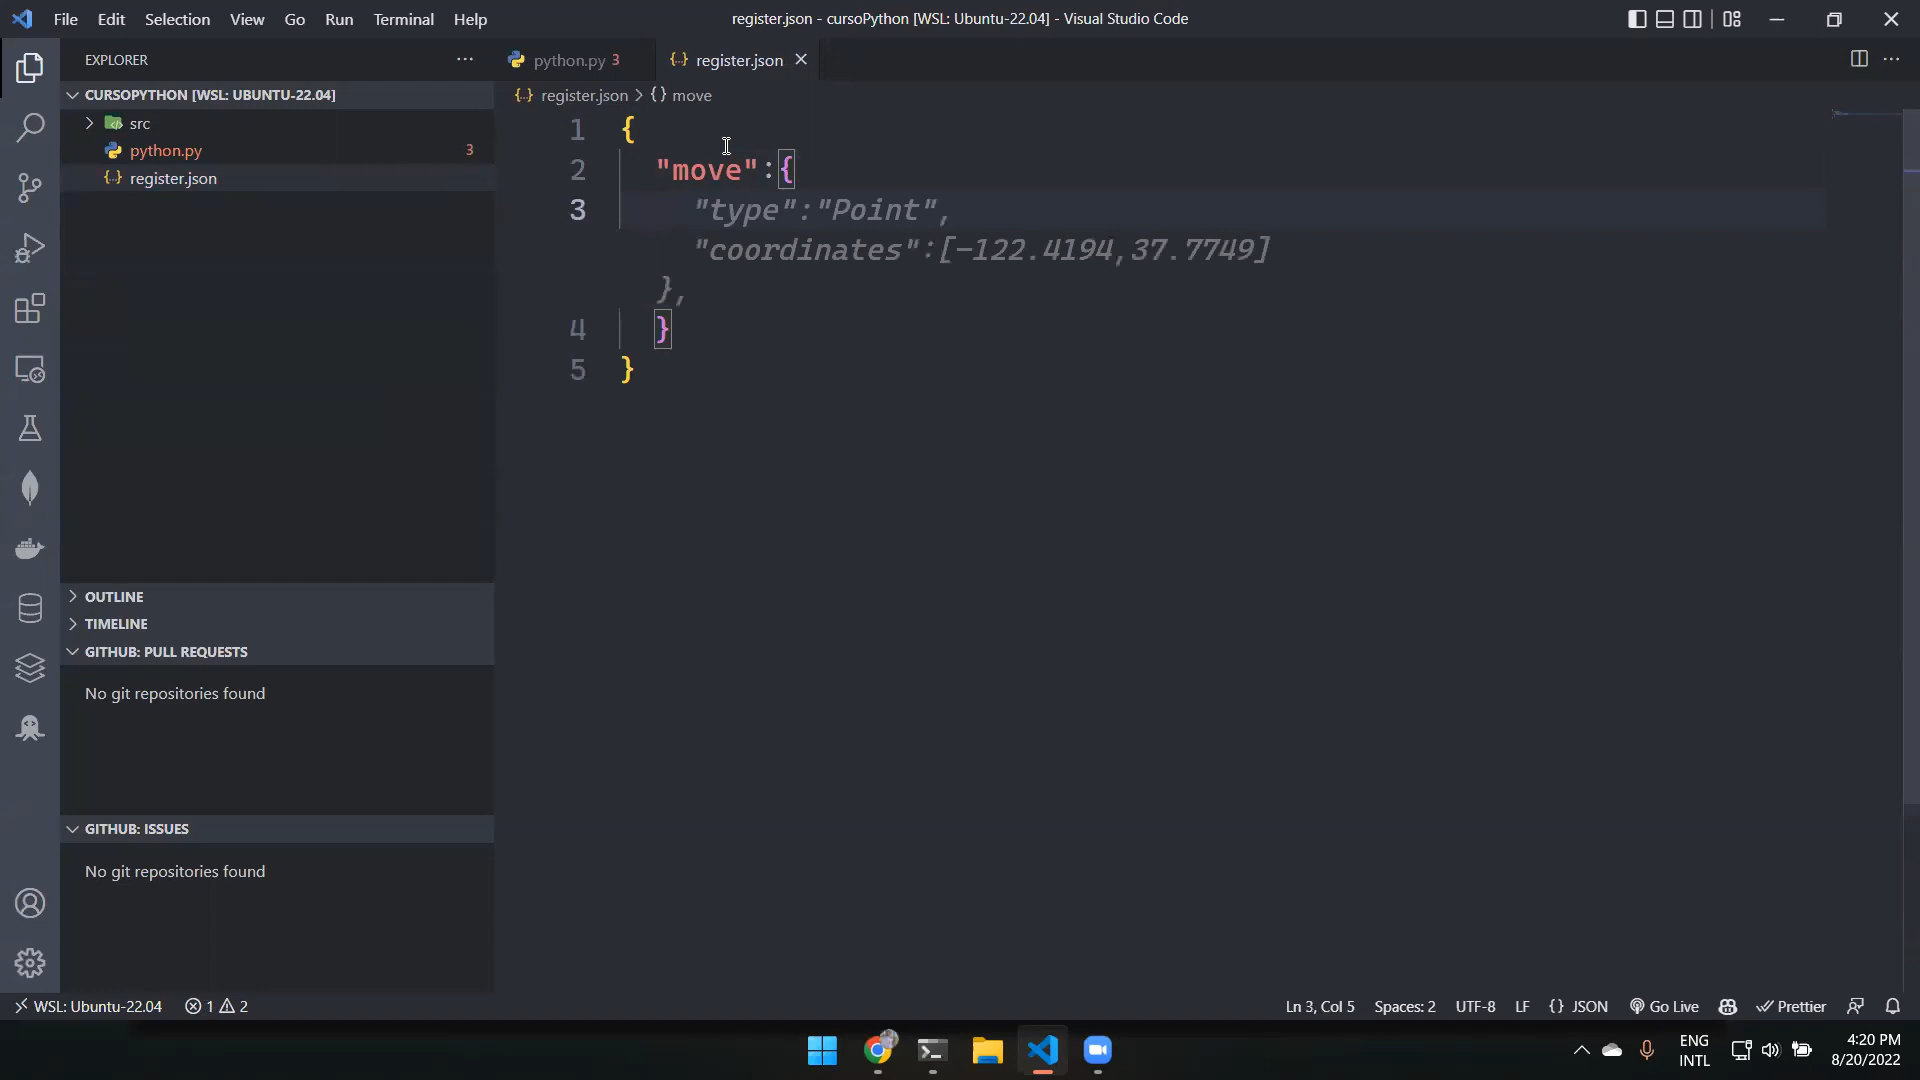 File Edit Selection View Go Run Terminal Help
register.json - cursoPython [WSL: Ubuntu-22.04] - Visual Studio Code
EXPLORER
python.py 3
register.json
CURSOPYTHON [WSL: UBUNTU-22.04]
register.json > {} move
src
python.py 3
register.json
1 {
2 "move":{
3 "type":"Point",
"coordinates":[-122.4194,37.7749]
},
4 }
5 }
OUTLINE
TIMELINE
GITHUB: PULL REQUESTS
No git repositories found
GITHUB: ISSUES
No git repositories found
WSL: Ubuntu-22.04 1 2
Ln 3, Col 5 Spaces: 2 UTF-8 LF {} JSON Go Live Prettier
ENG
INTL
4:20 PM
8/20/2022